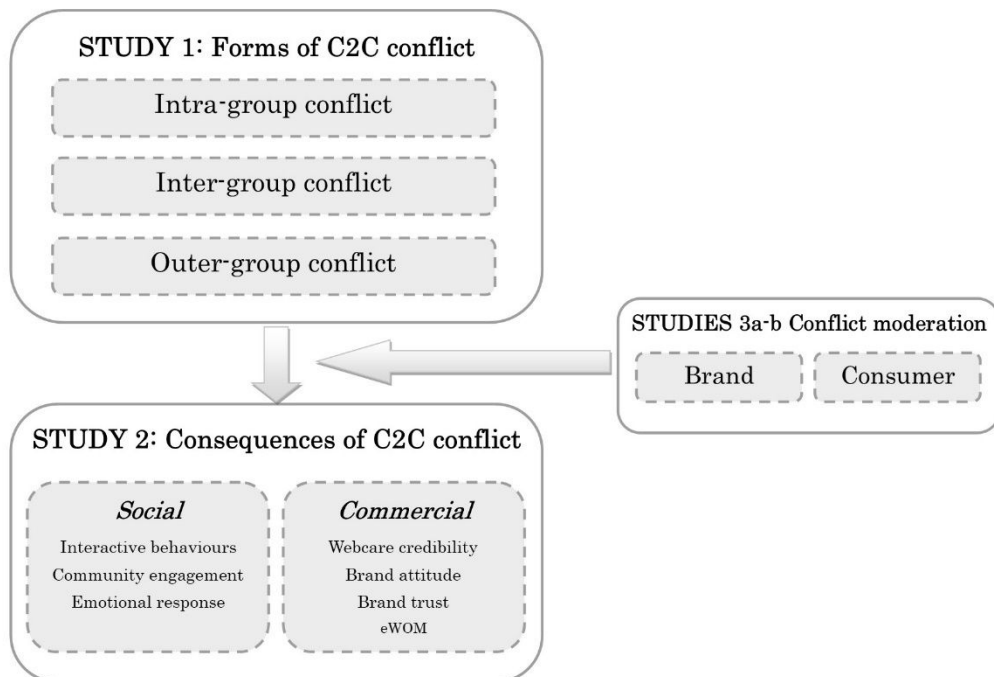 STUDY 1: Forms of C2C conflict
Intra-group conflict
Inter-group conflict
Outer-group conflict
STUDIES 3a-b Conflict moderation
Brand
Consumer
STUDY 2: Consequences of C2C conflict
Social
Interactive behaviours
Community engagement
Emotional response
Commercial
Webcare credibility
Brand attitude
Brand trust
eWOM